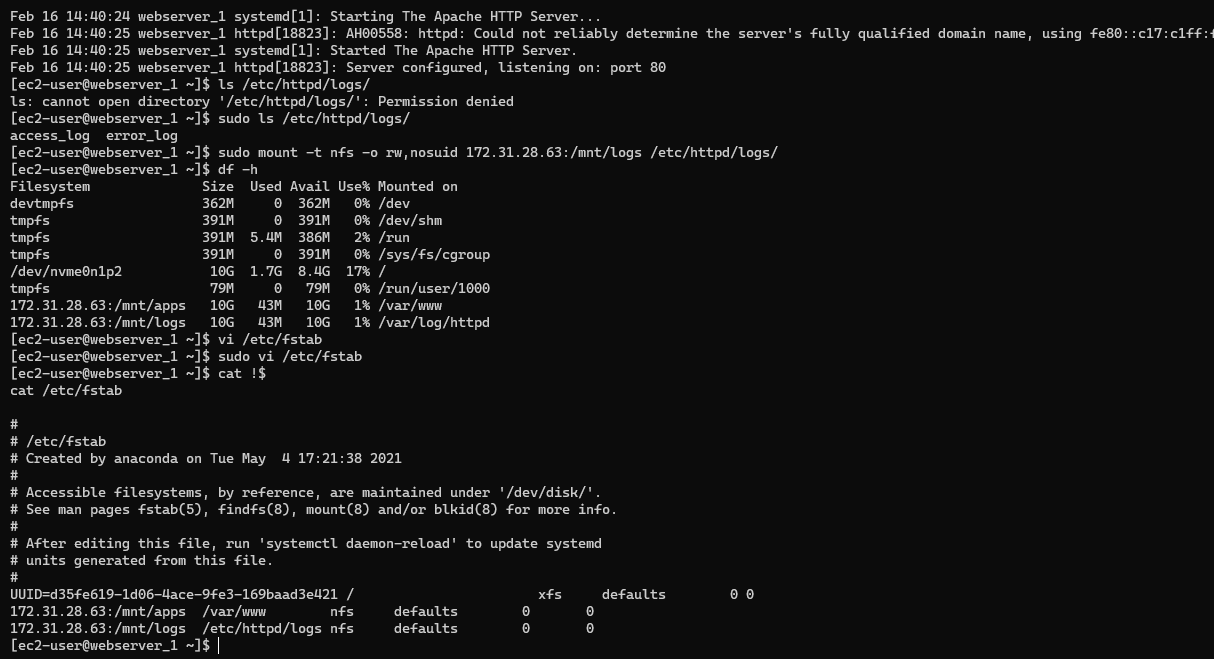 Feb 16 14:40:24 webserver_1 systemd[1]: Starting The Apache HTTP Server...
Feb 16 14:40:25 webserver_1 httpd[18823]: AH00558: httpd: Could not reliably determine the server's fully qualified domain name, using fe80::c17:c1ff:f
Feb 16 14:40:25 webserver_1 systemd[1]: Started The Apache HTTP Server.
Feb 16 14:40:25 webserver_1 httpd[18823]: Server configured, listening on: port 80
[ec2-user@webserver_1 ~]$ ls /etc/httpd/logs/
ls: cannot open directory '/etc/httpd/logs/': Permission denied
[ec2-user@webserver_1 ~]$ sudo ls /etc/httpd/logs/
access_log  error_log
[ec2-user@webserver_1 ~]$ sudo mount -t nfs -o rw,nosuid 172.31.28.63:/mnt/logs /etc/httpd/logs/
[ec2-user@webserver_1 ~]$ df -h
Filesystem              Size  Used Avail Use% Mounted on
devtmpfs                362M     0  362M   0% /dev
tmpfs                   391M     0  391M   0% /dev/shm
tmpfs                   391M  5.4M  386M   2% /run
tmpfs                   391M     0  391M   0% /sys/fs/cgroup
/dev/nvme0n1p2           10G  1.7G  8.4G  17% /
tmpfs                    79M     0   79M   0% /run/user/1000
172.31.28.63:/mnt/apps   10G   43M   10G   1% /var/www
172.31.28.63:/mnt/logs   10G   43M   10G   1% /var/log/httpd
[ec2-user@webserver_1 ~]$ vi /etc/fstab
[ec2-user@webserver_1 ~]$ sudo vi /etc/fstab
[ec2-user@webserver_1 ~]$ cat !$
cat /etc/fstab
#
# /etc/fstab
# Created by anaconda on Tue May  4 17:21:38 2021
#
# Accessible filesystems, by reference, are maintained under '/dev/disk/'.
# See man pages fstab(5), findfs(8), mount(8) and/or blkid(8) for more info.
#
# After editing this file, run 'systemctl daemon-reload' to update systemd
# units generated from this file.
#
UUID=d35fe619-1d06-4ace-9fe3-169baad3e421 /                       xfs     defaults        0 0
172.31.28.63:/mnt/apps  /var/www        nfs     defaults        0       0
172.31.28.63:/mnt/logs  /etc/httpd/logs nfs     defaults        0       0
[ec2-user@webserver_1 ~]$